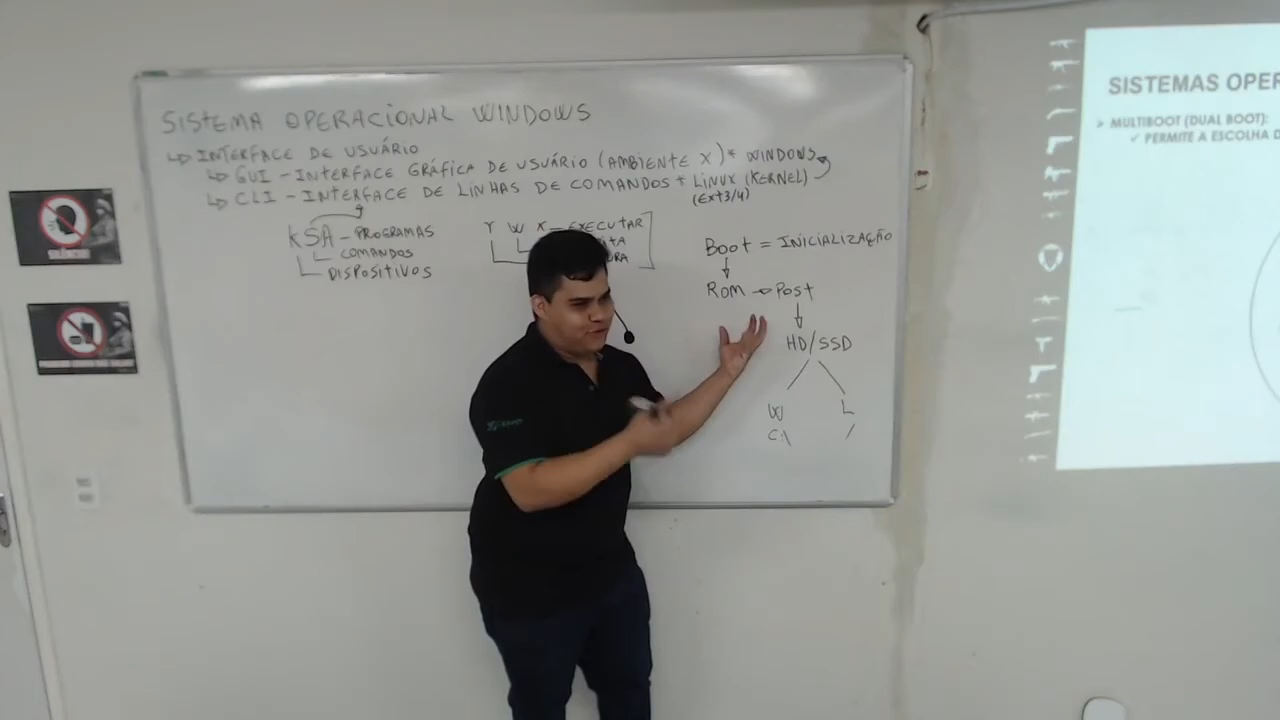 SISTEMA OPERACIONAL WINDOWS
↳ INTERFACE DE USUÁRIO
↳ GUI - INTERFACE GRÁFICA DE USUÁRIO (AMBIENTE X) * WINDOWS
↳ CLI - INTERFACE DE LINHAS DE COMANDOS + LINUX (KERNEL)
(Ext3/4)
KSA - PROGRAMAS
COMANDOS
DISPOSITIVOS
Y W X - EXECUTAR
Boot = INICIALIZAÇÃO
ROM → Post
HD/SSD
W L
C:\ /
SILÊNCIO
SISTEMAS OPER
➤ MULTIBOOT (DUAL BOOT):
✓ PERMITE A ESCOLHA D